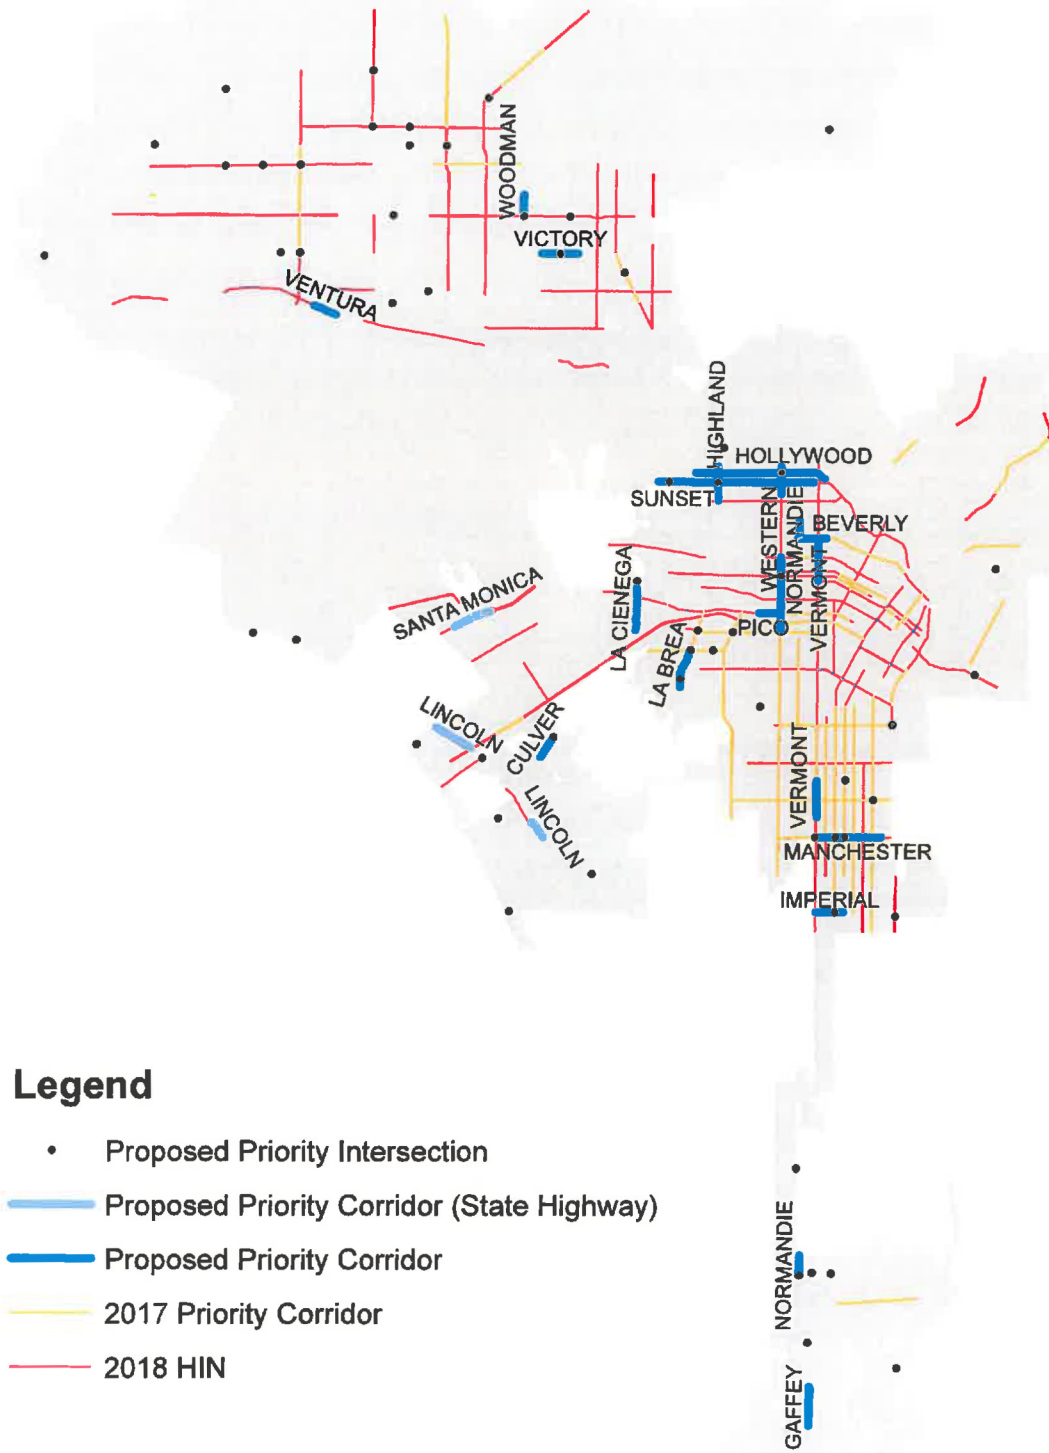 WOODMAN
VICTORY
VENTURA
HIGHLAND
HOLLYWOOD
SUNSET
WESTERN
NORMANDIE
BEVERLY
VERMONT
LA CIENEGA
SANTA MONICA
PICO
LA BREA
LINCOLN
CULVER
VERMONT
LINCOLN
MANCHESTER
IMPERIAL
Legend
Proposed Priority Intersection
Proposed Priority Corridor (State Highway)
Proposed Priority Corridor
2017 Priority Corridor
2018 HIN
NORMANDIE
GAFFEY